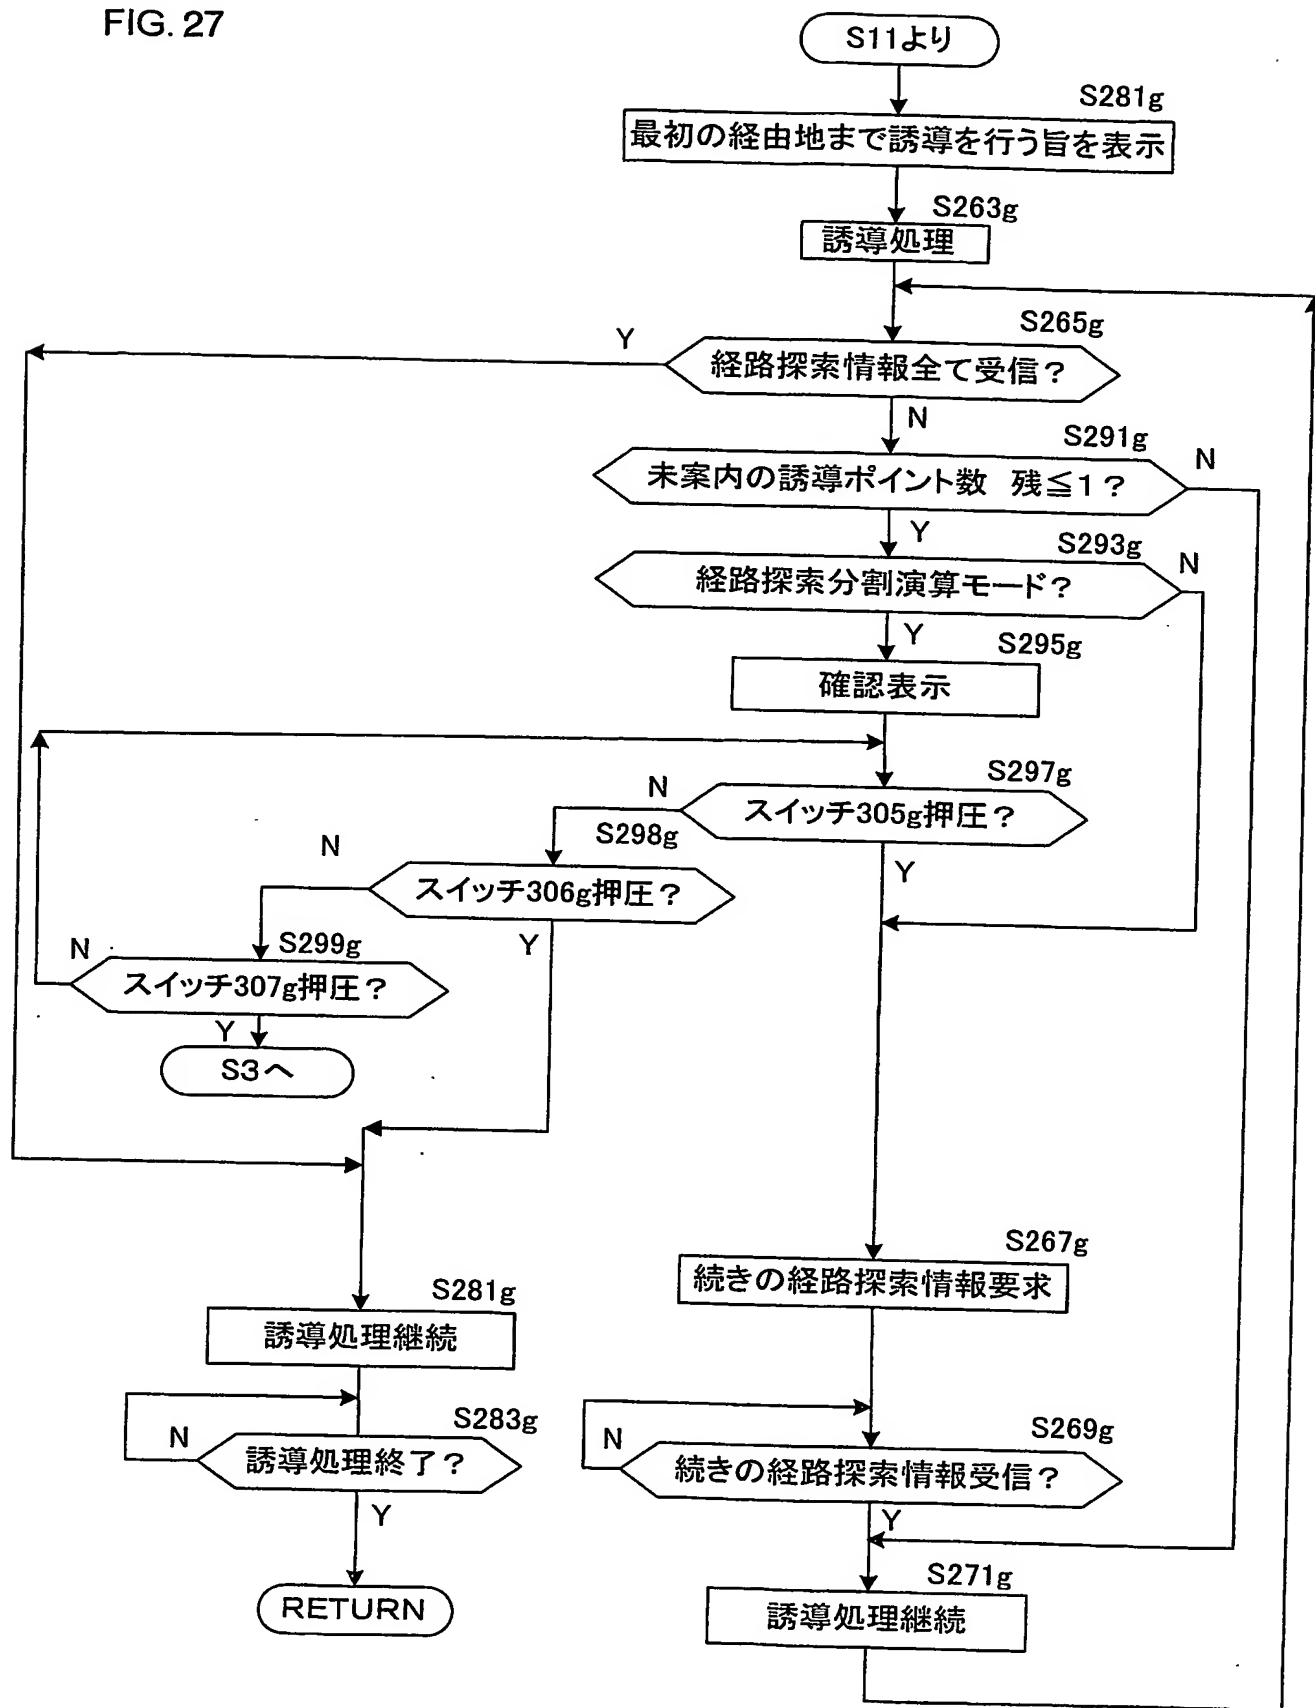 FIG. 27
S11より
S281g
最初の経由地まで誘導を行う旨を表示
S263g
誘導処理
S265g
Y
経路探索情報全て受信？
N
S291g
N
未案内の誘導ポイント数 残≦1？
Y
S293g
N
経路探索分割演算モード？
Y
S295g
確認表示
S297g
N
スイッチ305g押圧？
S298g
N
Y
スイッチ306g押圧？
S299g
N
Y
スイッチ307g押圧？
Y
S3へ
S267g
続きの経路探索情報要求
S281g
誘導処理継続
S283g
S269g
N
誘導処理終了？
N
続きの経路探索情報受信？
Y
Y
S271g
RETURN
誘導処理継続